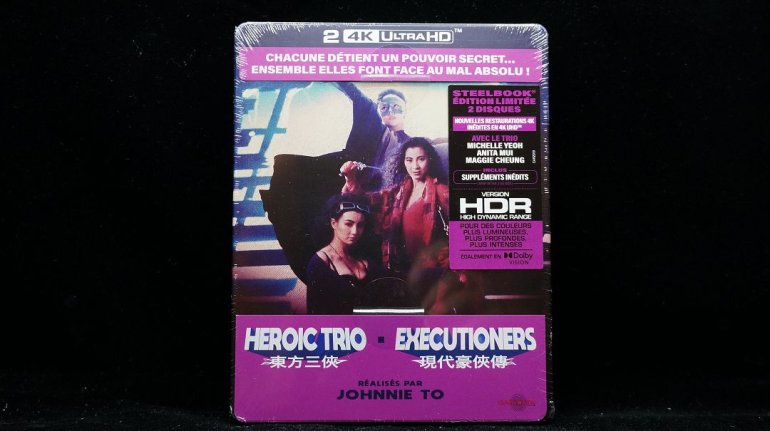 2 4K ULTRA HD™
CHACUNE DÉTIENT UN POUVOIR SECRET...
ENSEMBLE ELLES FONT FACE AU MAL ABSOLU !
STEELBOOK®
ÉDITION LIMITÉE
2 DISQUES
NOUVELLES RESTAURATIONS 4K
INÉDITES EN 4K UHD™
AVEC LE TRIO
MICHELLE YEOH
ANITA MUI
MAGGIE CHEUNG
INCLUS
SUPPLÉMENTS INÉDITS
VERSION
HDR
HIGH DYNAMIC RANGE
POUR DES COULEURS
PLUS LUMINEUSES,
PLUS PROFONDES,
PLUS INTENSES
ÉGALEMENT EN Dolby
VISION
HEROIC TRIO - EXECUTIONERS
東方三俠 現代豪俠傳
RÉALISÉS PAR
JOHNNIE TO